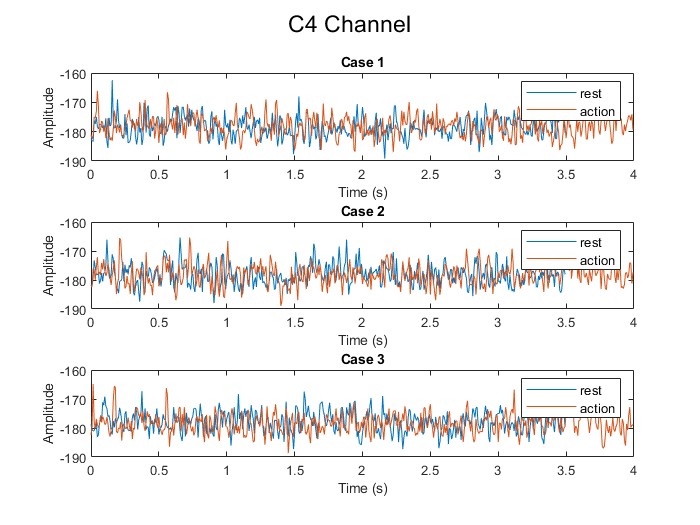 C4 Channel
Case 1
-160
-170
-180
-190
Amplitude
rest
action
0 0.5 1 1.5 2 2.5 3 3.5 4
Time (s)
Case 2
-160
-170
-180
-190
Amplitude
rest
action
0 0.5 1 1.5 2 2.5 3 3.5 4
Time (s)
Case 3
-160
-170
-180
-190
Amplitude
rest
action
0 0.5 1 1.5 2 2.5 3 3.5 4
Time (s)